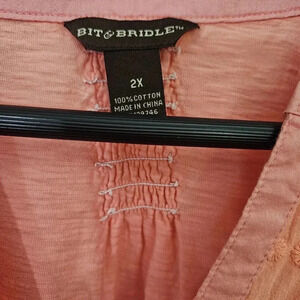 BIT & BRIDLE™
2X
100% COTTON
MADE IN CHINA